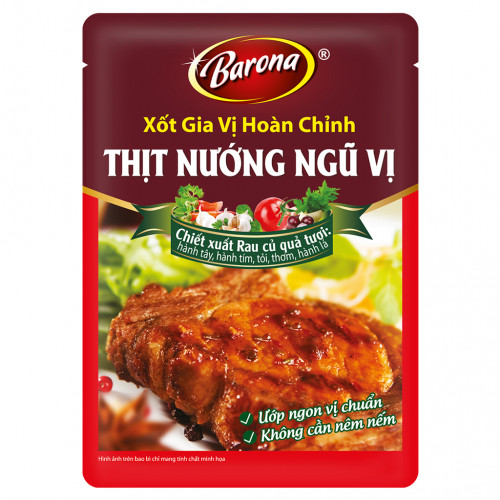 Barona®
Xốt Gia Vị Hoàn Chỉnh
THỊT NƯỚNG NGŨ VỊ
Chiết xuất Rau củ quả tươi:
hành tây, hành tím, tỏi, thơm, hành lá
Ướp ngon vị chuẩn
Không cần nêm nếm
Hình ảnh trên bao bì chỉ mang tính chất minh họa